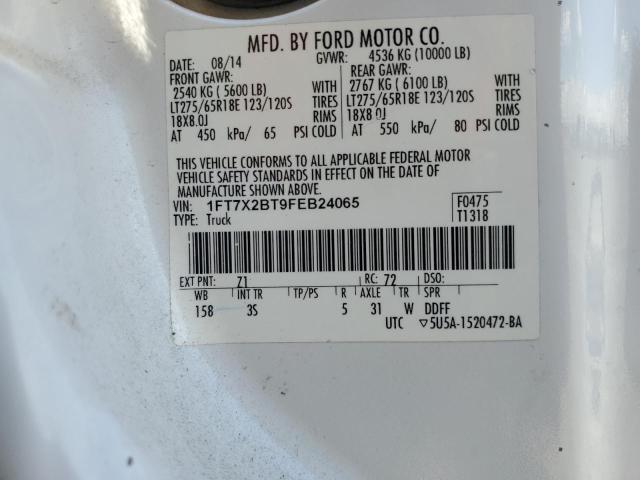 MFD. BY FORD MOTOR CO.
DATE: 08/14 GVWR: 4536 KG (10000 LB)
FRONT GAWR: REAR GAWR:
2540 KG ( 5600 LB) WITH 2767 KG ( 6100 LB) WITH
LT275/65R18E 123/120S TIRES LT275/65R18E 123/120S TIRES
18X8.0J RIMS 18X8.0J RIMS
AT 450 kPa/ 65 PSI COLD AT 550 kPa/ 80 PSI COLD
THIS VEHICLE CONFORMS TO ALL APPLICABLE FEDERAL MOTOR
VEHICLE SAFETY STANDARDS IN EFFECT ON THE DATE OF
MANUFACTURE SHOWN ABOVE.
VIN: 1FT7X2BT9FEB24065 F0475
TYPE: Truck T1318
EXT PNT: Z1 RC: 72 DSO:
WB INT TR TP/PS R AXLE TR SPR
158 3S 5 31 W DDFF
UTC ▽5U5A-1520472-BA